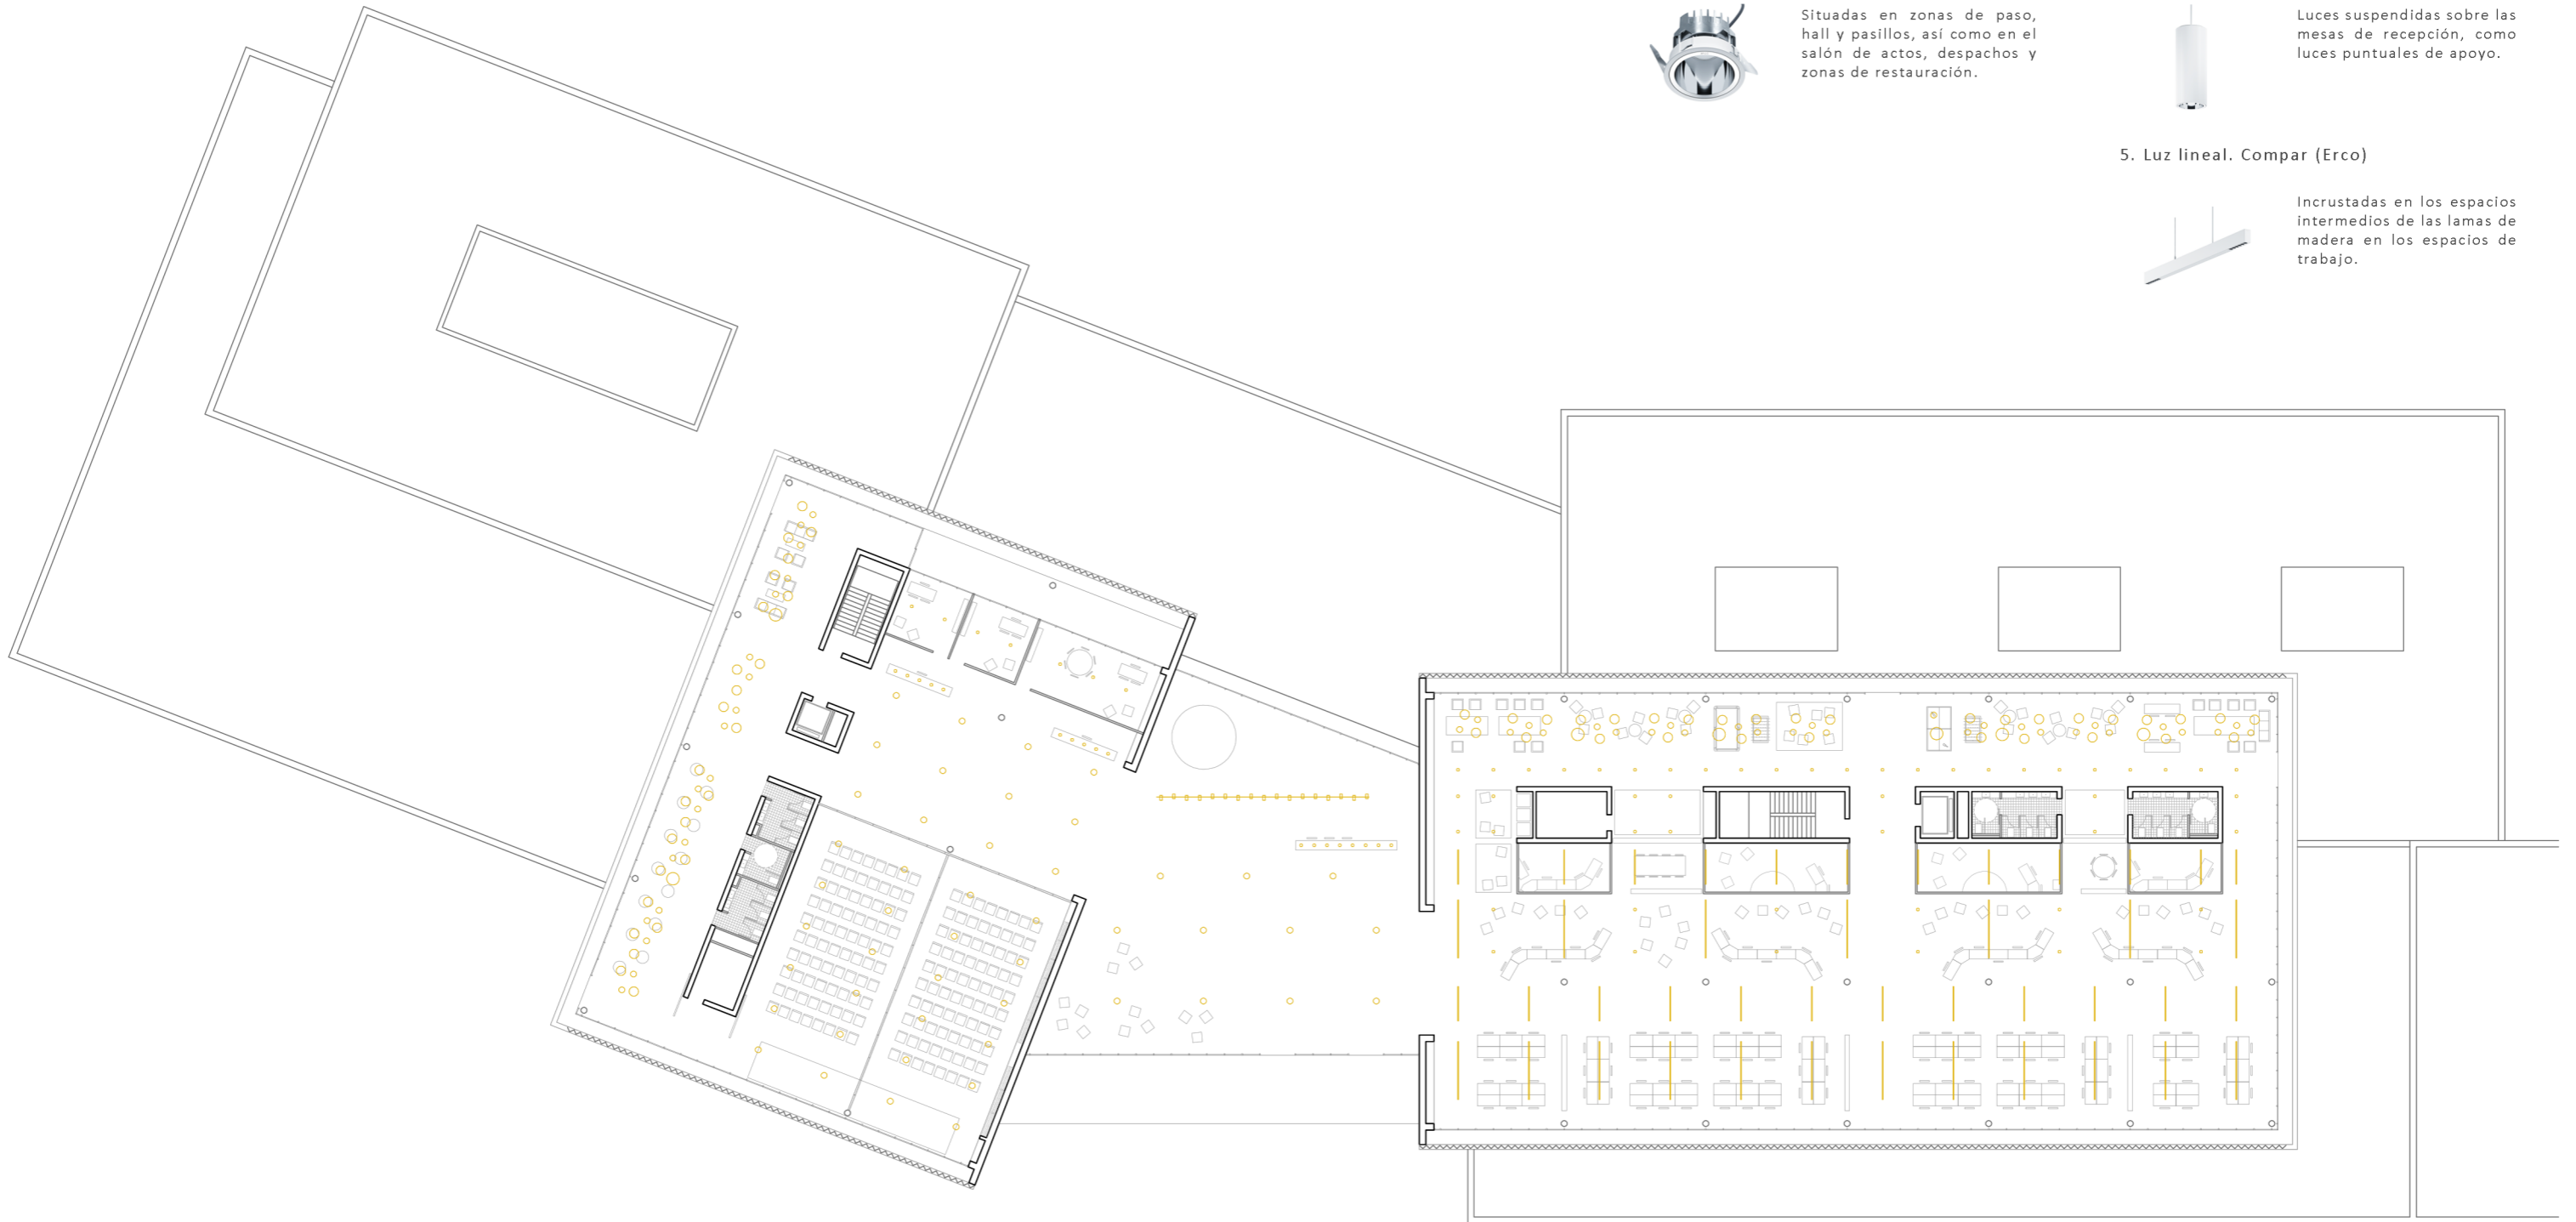 Situadas en zonas de paso,
hall y pasillos, así como en el
salón de actos, despachos y
zonas de restauración.
Luces suspendidas sobre las
mesas de recepción, como
luces puntuales de apoyo.
5. Luz lineal. Compar (Erco)
Incrustadas en los espacios
intermedios de las lamas de
madera en los espacios de
trabajo.